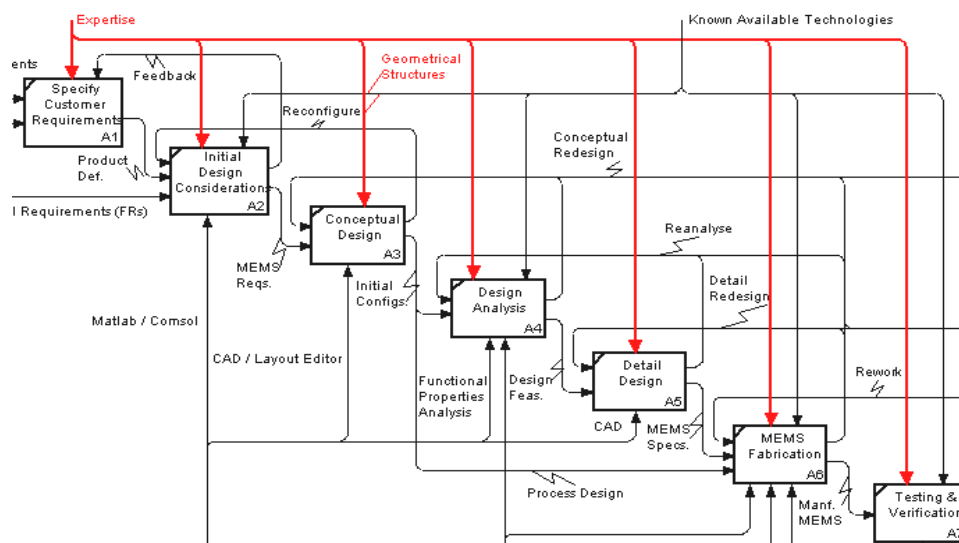 Expertise
Known Available Technologies
ents
Feedback
Geometrical
Structures
Specify
Customer
Requirements
A1
Reconfigure
Conceptual
Redesign
Product
Def.
Initial
Design
Considerations
A2
l Requirements (FRs)
Conceptual
Design
A3
Reanalyse
MEMS
Reqs.
Initial
Configs.
Design
Analysis
A4
Detail
Redesign
Matlab / Comsol
CAD / Layout Editor
Functional
Properties
Analysis
Design
Feas.
Detail
Design
A5
Rework
CAD
MEMS
Specs.
MEMS
Fabrication
A6
Process Design
Manf.
MEMS
Testing &
Verification
A7